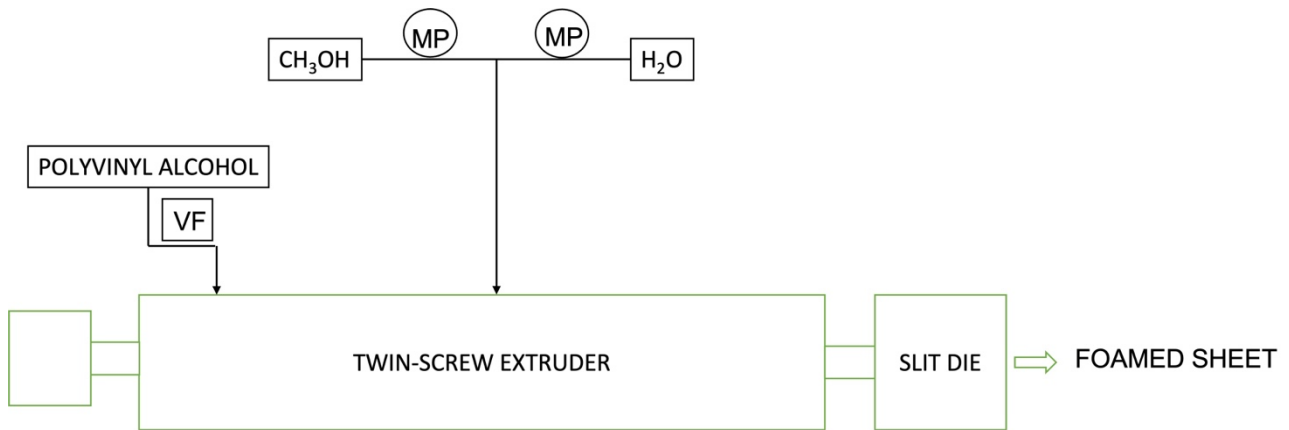 MP
MP
CH₃OH
H₂O
POLYVINYL ALCOHOL
VF
TWIN-SCREW EXTRUDER
SLIT DIE
FOAMED SHEET